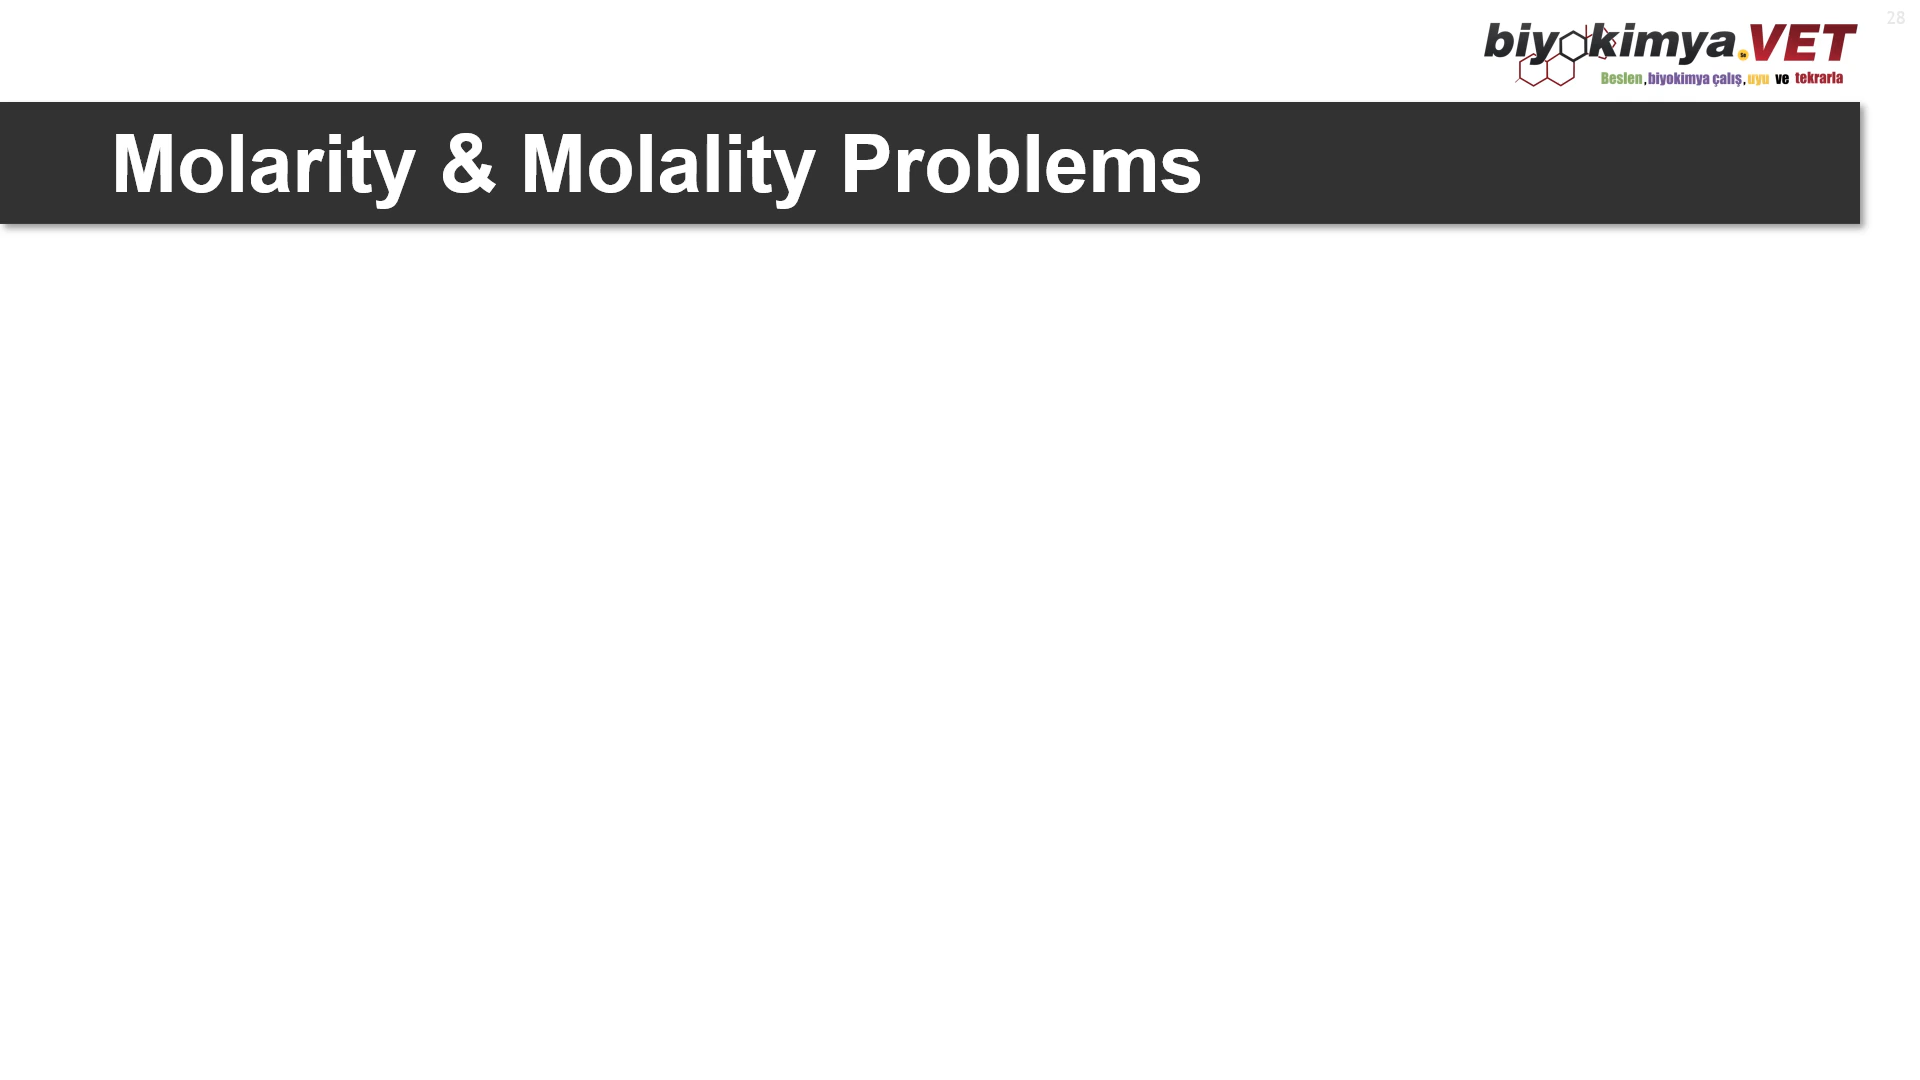 28
biyokimya.VET
Beslen, biyokimya çalış, uyu ve tekrarla
Molarity & Molality Problems